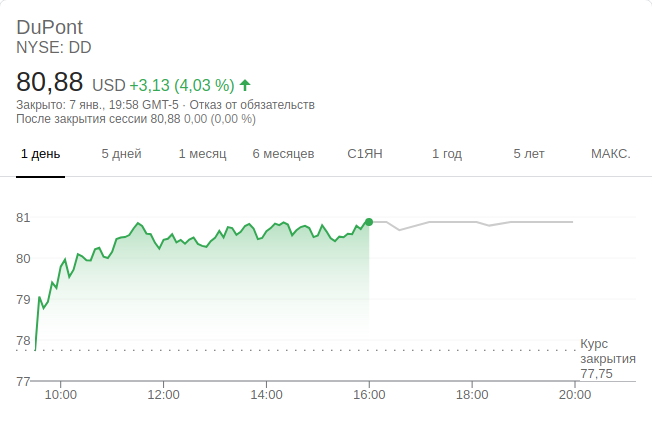 DuPont
NYSE: DD
80,88 USD +3,13 (4,03 %)
Закрыто: 7 янв., 19:58 GMT-5 · Отказ от обязательств
После закрытия сессии 80,88 0,00 (0,00 %)
1 день 5 дней 1 месяц 6 месяцев С1ЯН 1 год 5 лет МАКС.
81
80
79
78
Курс
закрытия
77,75
77
10:00 12:00 14:00 16:00 18:00 20:00